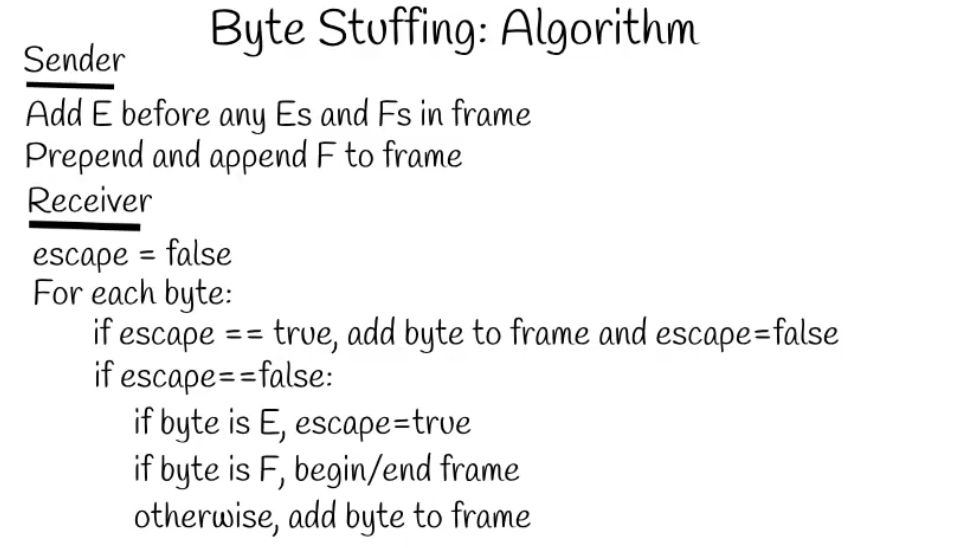 Byte Stuffing: Algorithm
Sender
Add E before any Es and Fs in frame
Prepend and append F to frame
Receiver
escape = false
For each byte:
if escape == true, add byte to frame and escape=false
if escape==false:
if byte is E, escape=true
if byte is F, begin/end frame
otherwise, add byte to frame